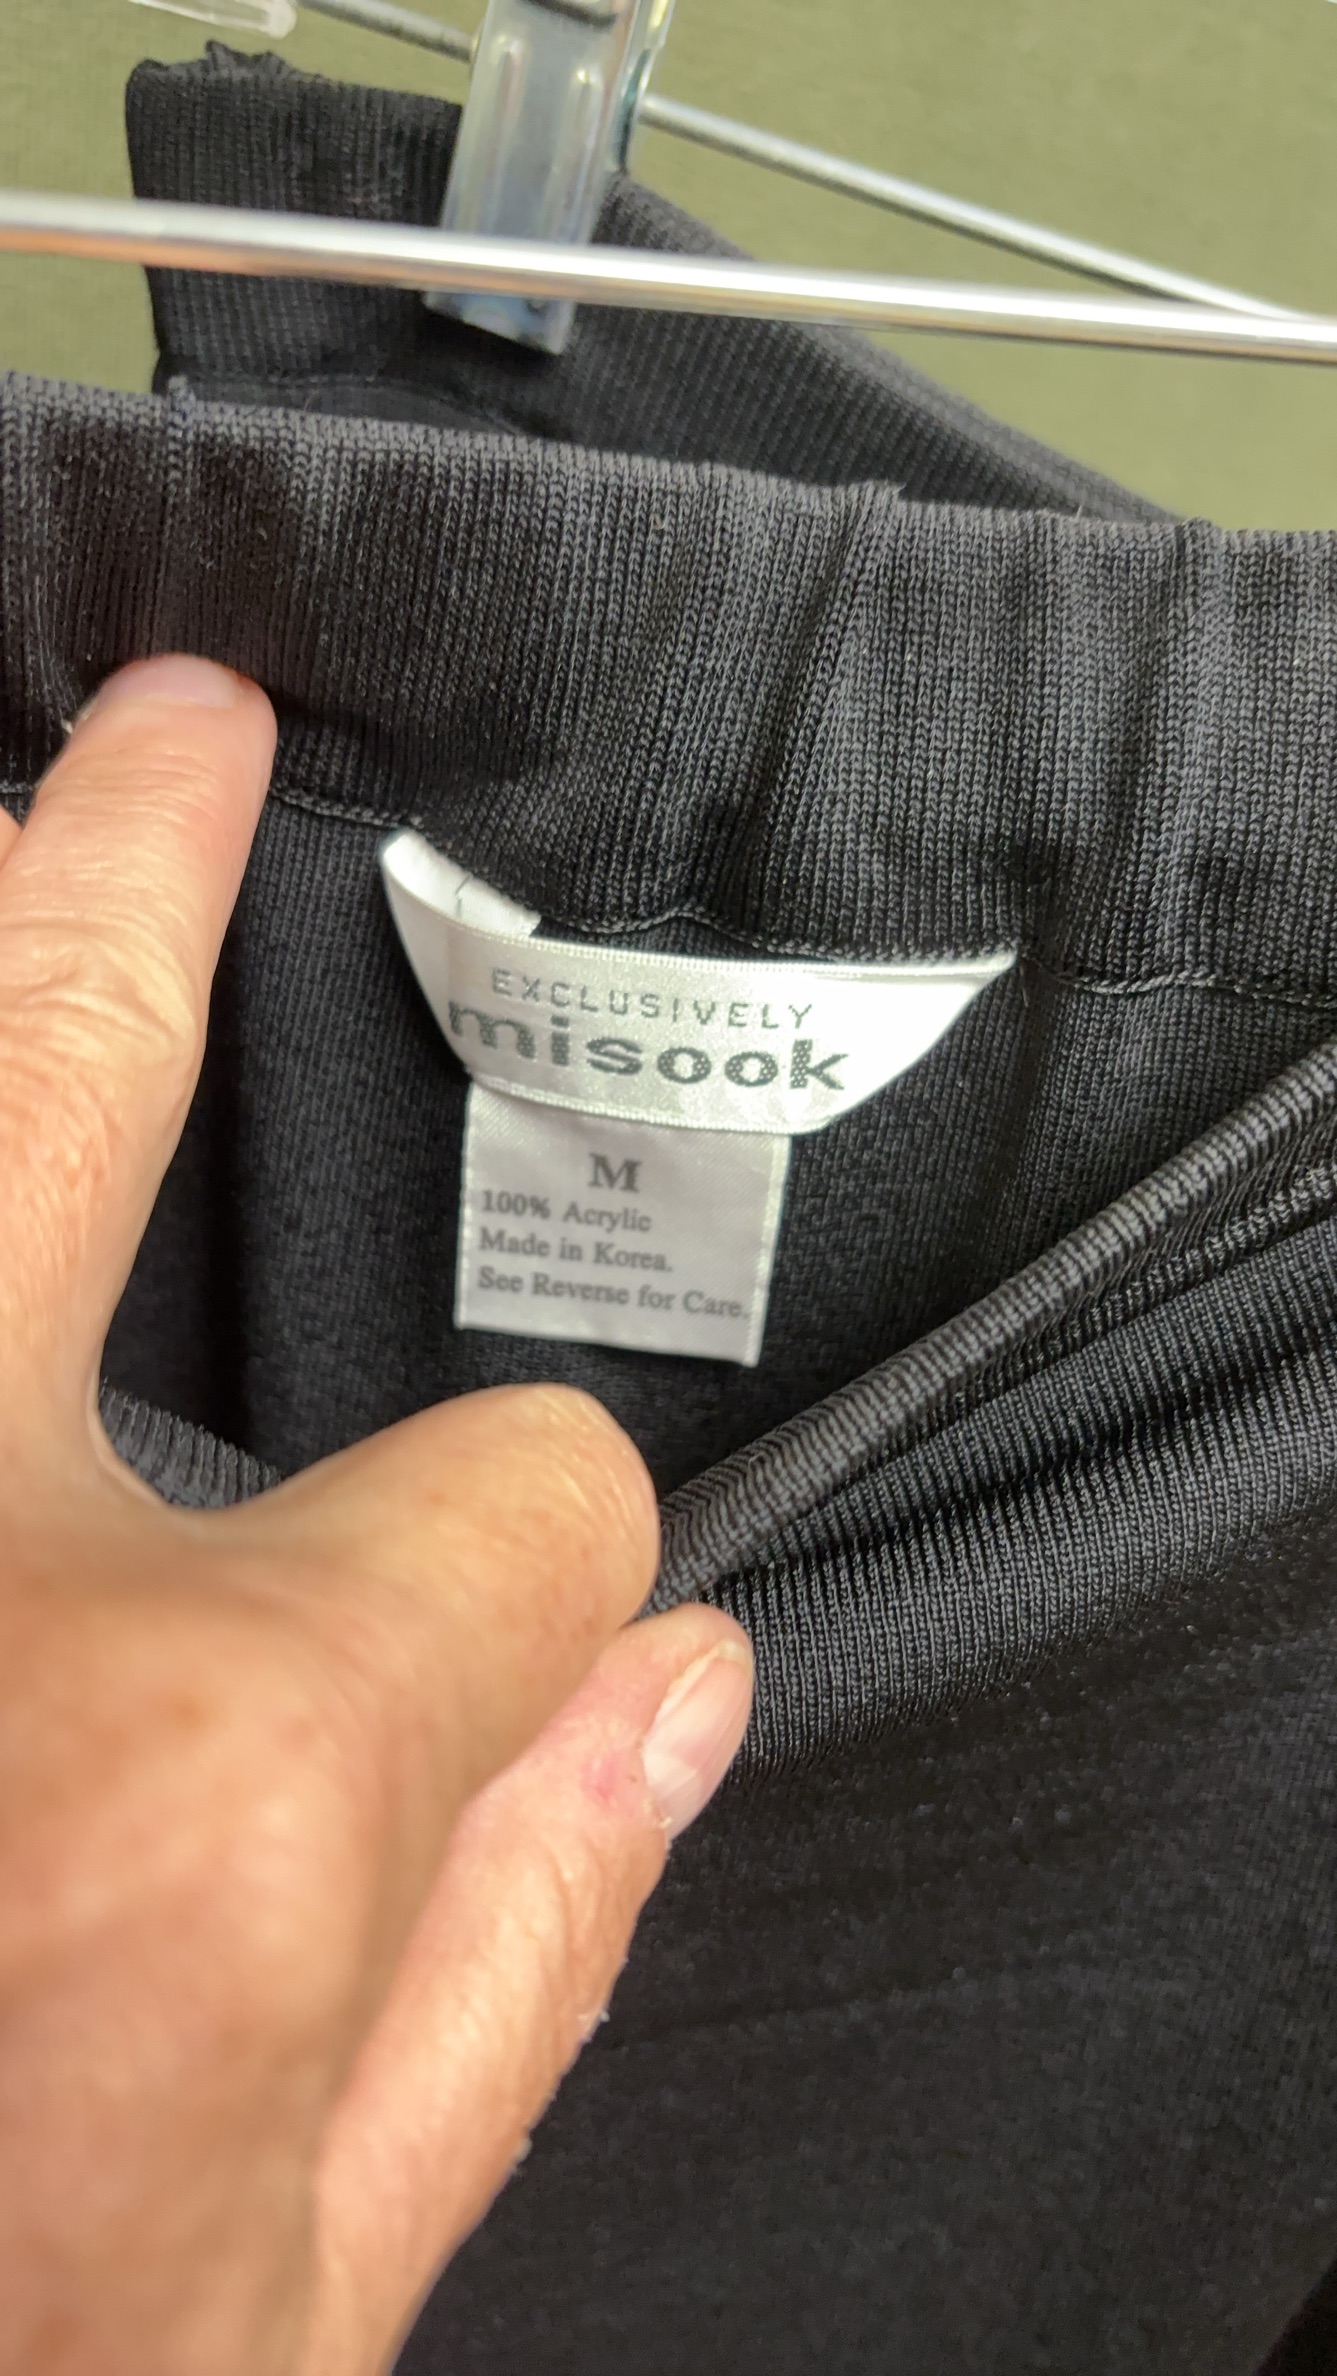 EXCLUSIVELY
misook
M
100% Acrylic
Made in Korea.
See Reverse for Care.